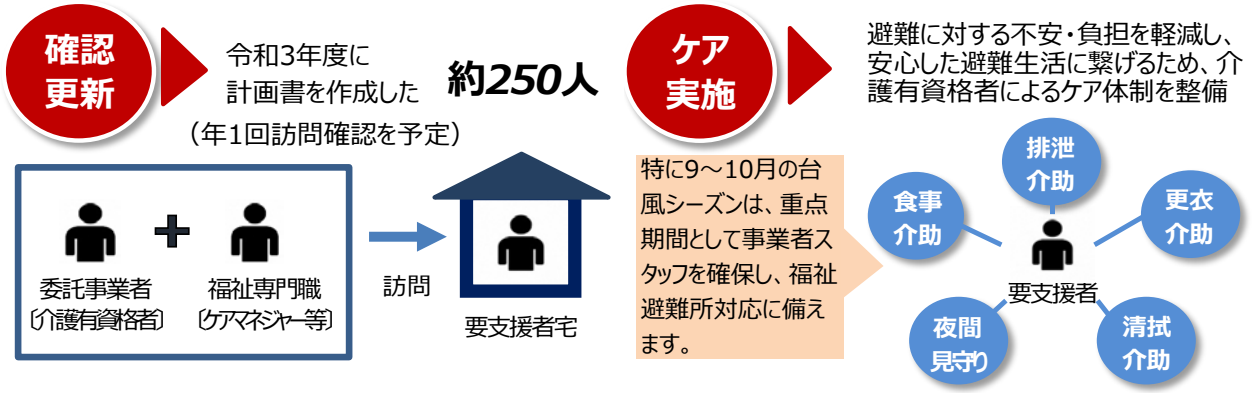 確認
更新
令和3年度に
計画書を作成した
約250人
（年1回訪問確認を予定）
委託事業者
〔介護有資格者〕
福祉専門職
〔ケアマネジャー等〕
訪問
要支援者宅
ケア
実施
避難に対する不安・負担を軽減し、
安心した避難生活に繋げるため、介
護有資格者によるケア体制を整備
特に9～10月の台
風シーズンは、重点
期間として事業者ス
タッフを確保し、福祉
避難所対応に備え
ます。
排泄
介助
食事
介助
更衣
介助
要支援者
夜間
見守り
清拭
介助